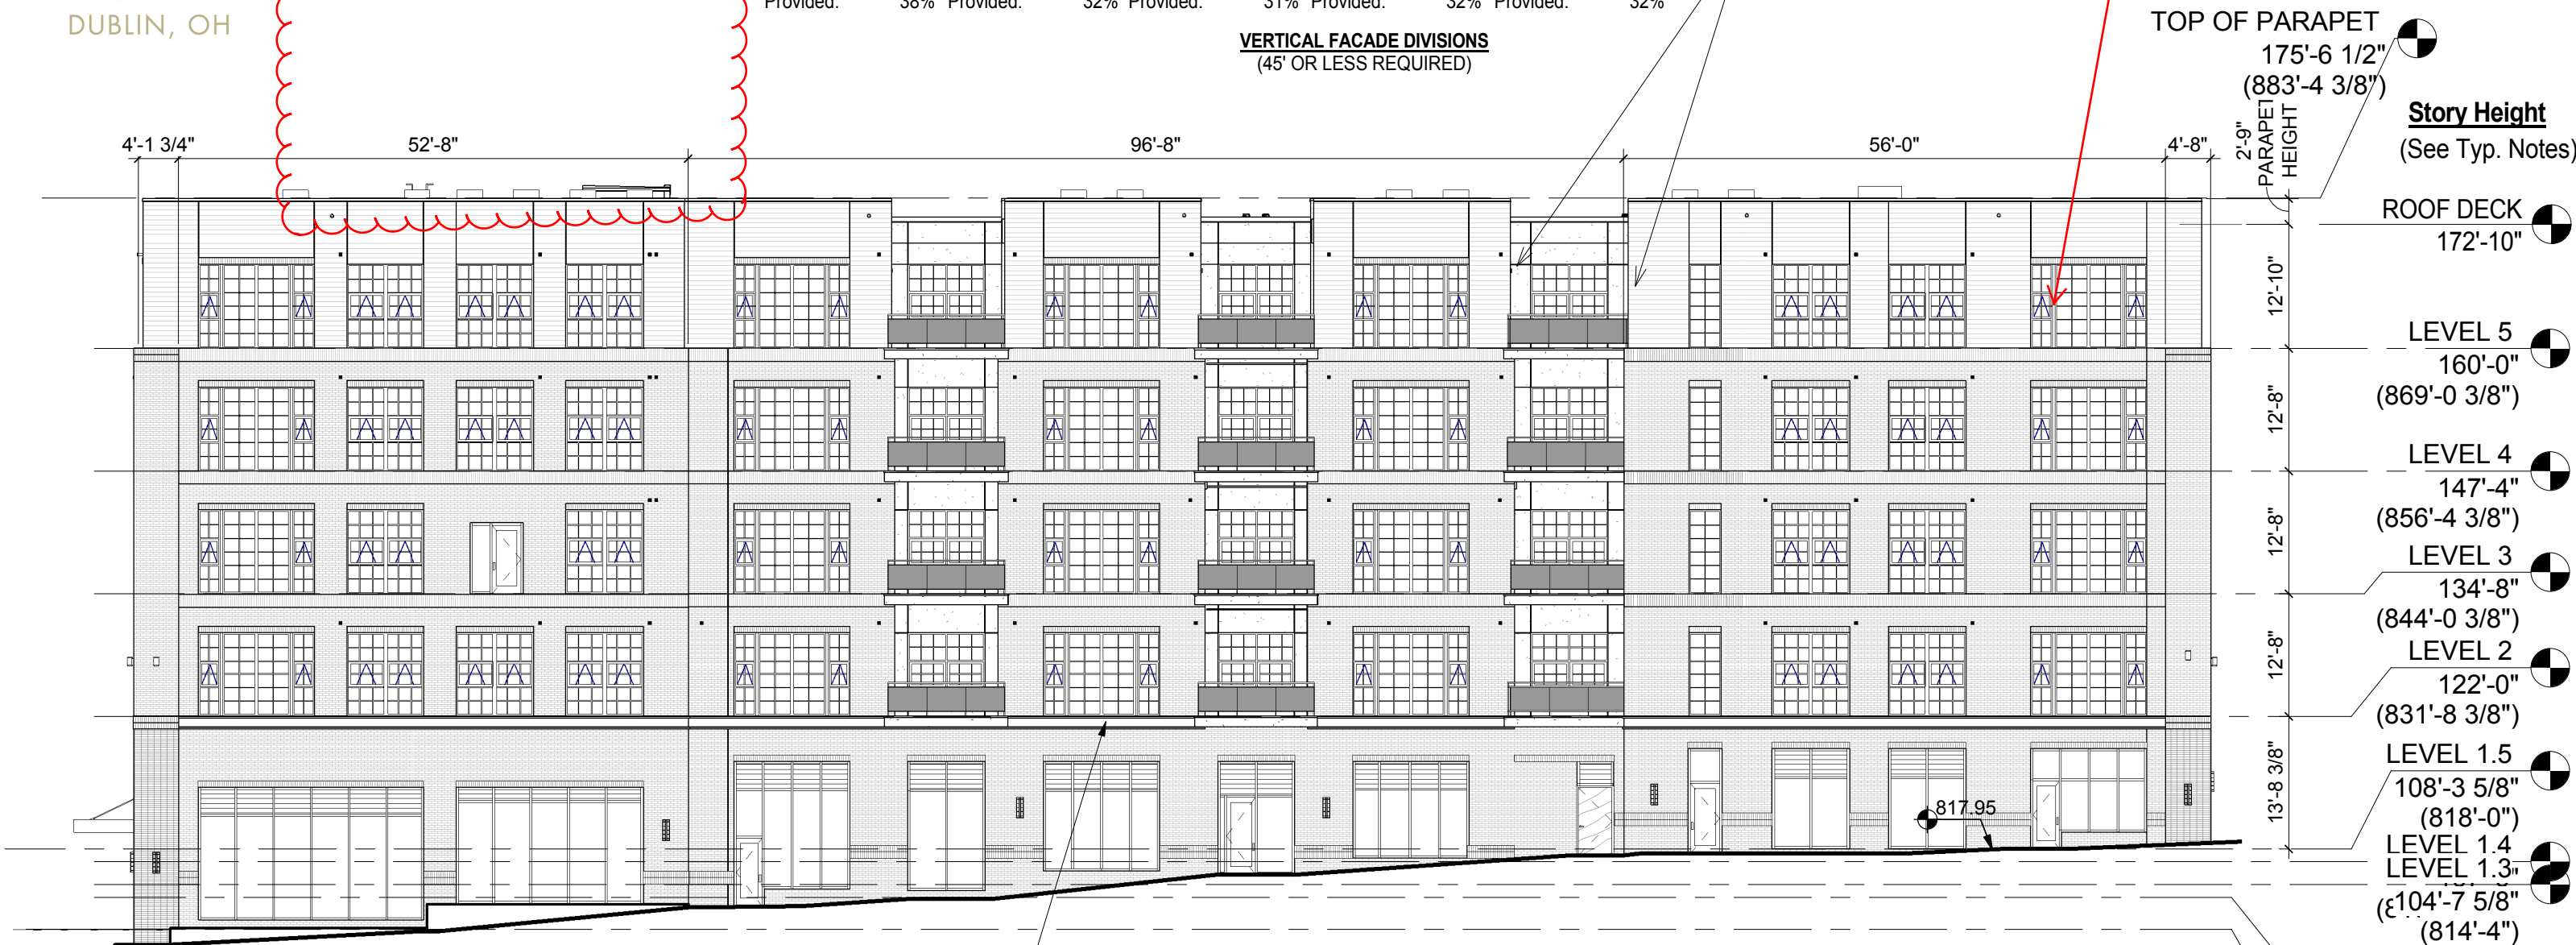 DUBLIN, OH
Provided: 38% Provided: 32% Provided: 31% Provided: 32% Provided: 32%
VERTICAL FACADE DIVISIONS
(45' OR LESS REQUIRED)
TOP OF PARAPET
175'-6 1/2"
(883'-4 3/8")
Story Height
(See Typ. Notes)
4'-1 3/4"
52'-8"
96'-8"
56'-0"
4'-8"
2'-9"
PARAPET
HEIGHT
ROOF DECK
172'-10"
12'-10"
LEVEL 5
160'-0"
(869'-0 3/8")
12'-8"
LEVEL 4
147'-4"
(856'-4 3/8")
12'-8"
LEVEL 3
134'-8"
(844'-0 3/8")
12'-8"
LEVEL 2
122'-0"
(831'-8 3/8")
13'-8 3/8"
LEVEL 1.5
108'-3 5/8"
(818'-0")
817.95
LEVEL 1.4
LEVEL 1.3
104'-7 5/8"
(814'-4")